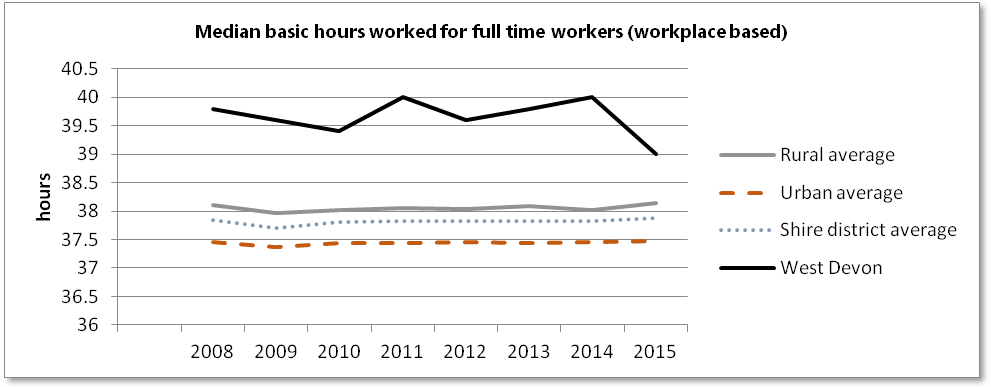 Median basic hours worked for full time workers (workplace based)
40.5
40
39.5
39
38.5
38
37.5
37
36.5
36
hours
2008 2009 2010 2011 2012 2013 2014 2015
Rural average
Urban average
Shire district average
West Devon